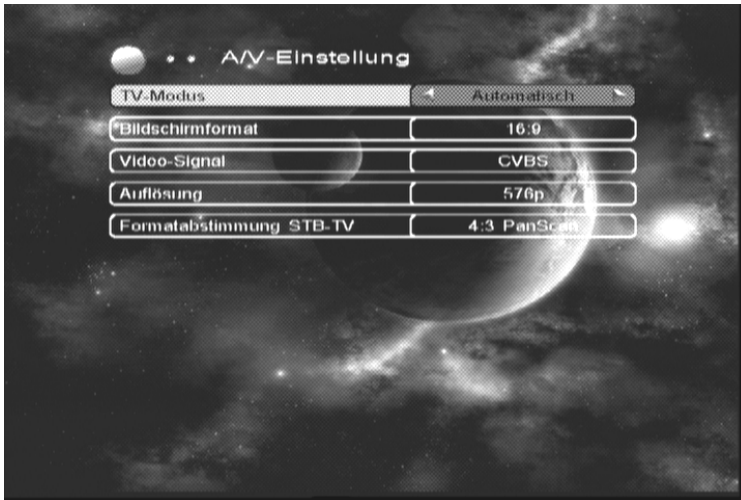 A/V-Einstellung
TV-Modus Automatisch
Bildschirmformat 16:9
Video-Signal CVBS
Auflösung 576p
Formatabstimmung STB-TV 4:3 PanScan